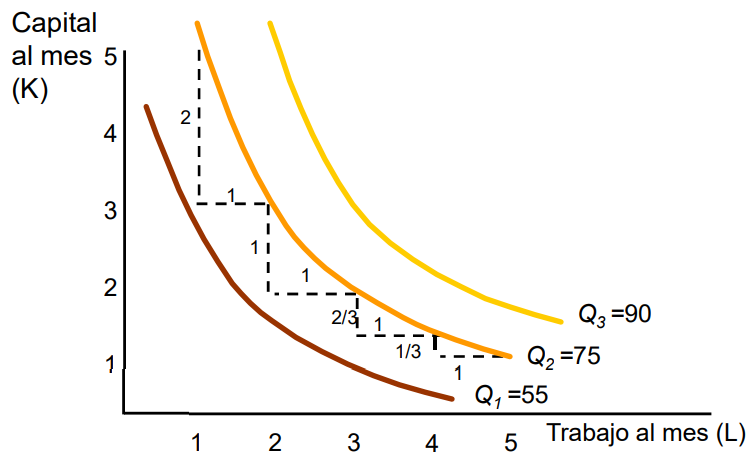 Capital
al mes
(K)
5
4
3
2
1
2
1
1
1
2/3
1
1/3
1
Q3 =90
Q2 =75
Q1 =55
1 2 3 4 5
Trabajo al mes (L)